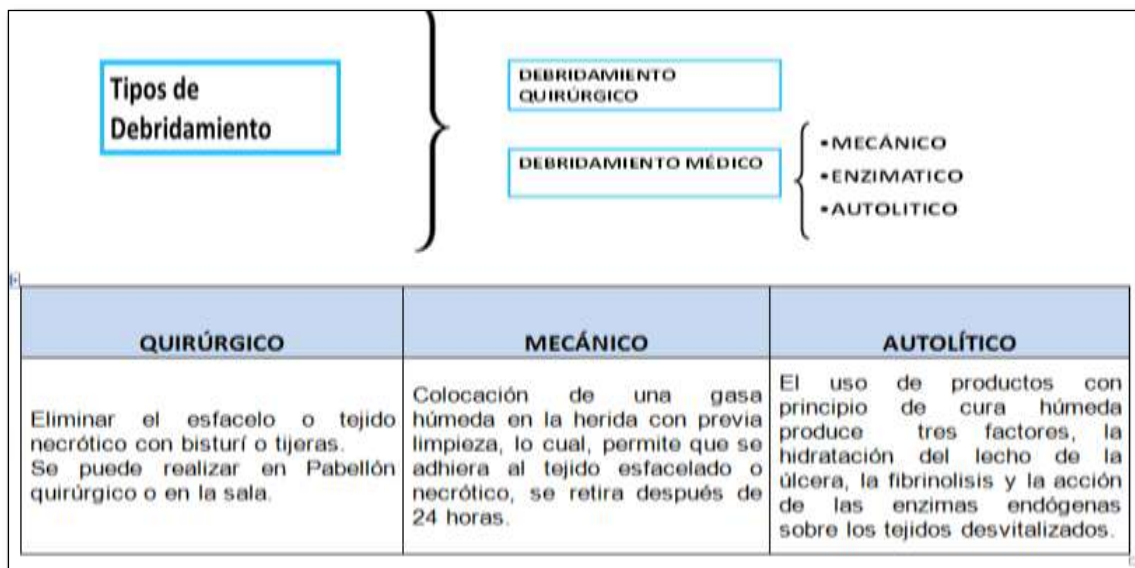 Tipos de
Debridamiento
DEBRIDAMIENTO
QUIRÚRGICO
DEBRIDAMIENTO MÉDICO
•MECÁNICO
•ENZIMATICO
•AUTOLITICO
QUIRÚRGICO
Eliminar el esfacelo o tejido
necrótico con bisturí o tijeras.
Se puede realizar en Pabellón
quirúrgico o en la sala.
MECÁNICO
Colocación de una gasa
húmeda en la herida con previa
limpieza, lo cual, permite que se
adhiera al tejido esfacelado o
necrótico, se retira después de
24 horas.
AUTOLÍTICO
El uso de productos con
principio de cura húmeda
produce tres factores, la
hidratación del lecho de la
úlcera, la fibrinolisis y la acción
de las enzimas endógenas
sobre los tejidos desvitalizados.